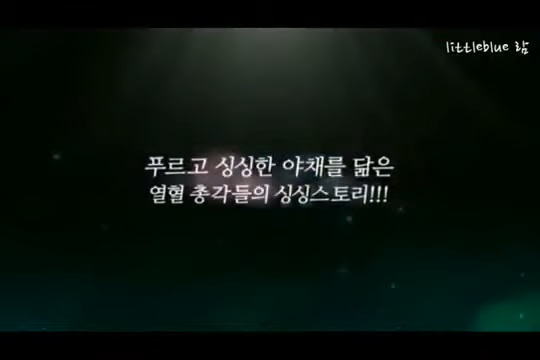 littleblue 람
푸르고 싱싱한 야채를 닮은
열혈 총각들의 싱싱스토리!!!